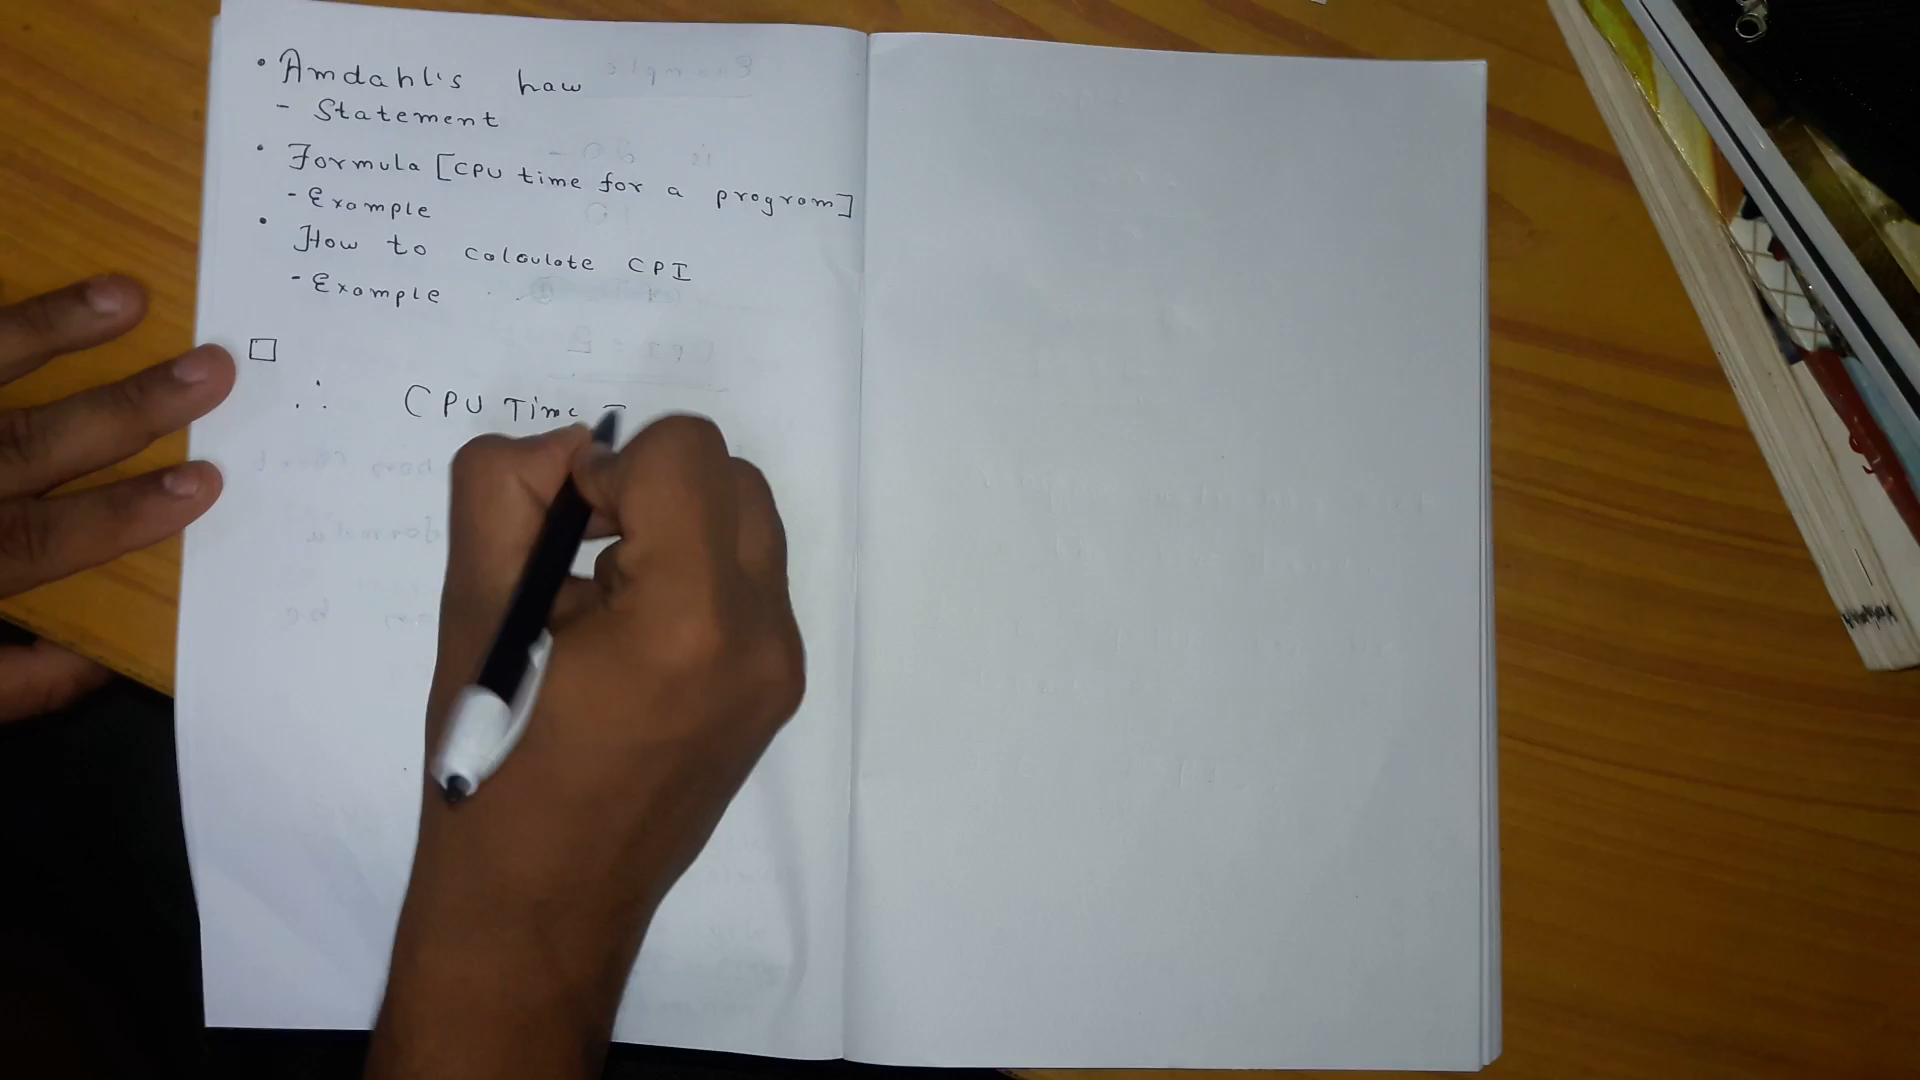 • Amdahl's Law
- Statement
• Formula [CPU time for a program]
- Example
• How to calculate CPI
- Example
∴ CPU Time =